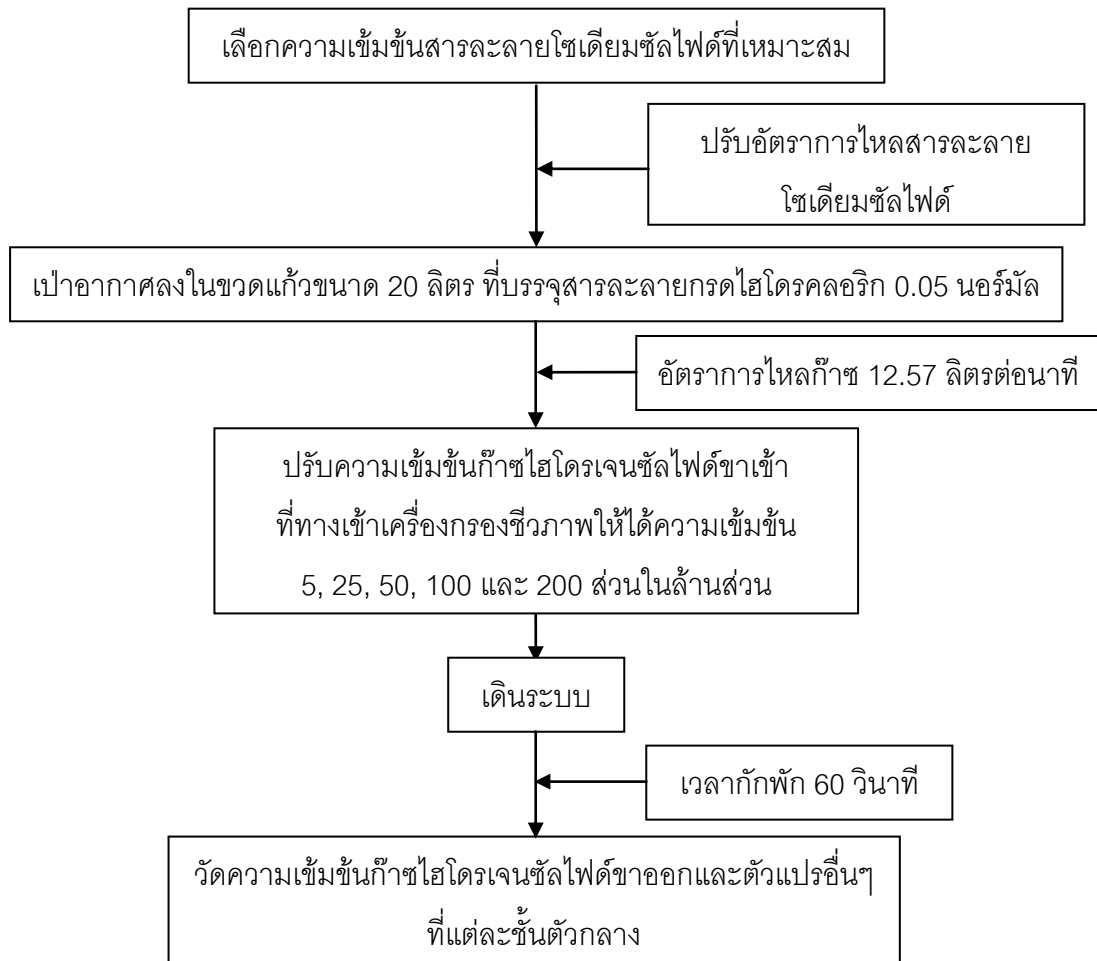 เลือกความเข้มข้นสารละลายโซเดียมซัลไฟด์ที่เหมาะสม
ปรับอัตราการไหลสารละลาย
โซเดียมซัลไฟด์
เป่าอากาศลงในขวดแก้วขนาด 20 ลิตร ที่บรรจุสารละลายกรดไฮโดรคลอริก 0.05 นอร์มัล
อัตราการไหลก๊าซ 12.57 ลิตรต่อนาที
ปรับความเข้มข้นก๊าซไฮโดรเจนซัลไฟด์ขาเข้า
ที่ทางเข้าเครื่องกรองชีวภาพให้ได้ความเข้มข้น
5, 25, 50, 100 และ 200 ส่วนในล้านส่วน
เดินระบบ
เวลากักพัก 60 วินาที
วัดความเข้มข้นก๊าซไฮโดรเจนซัลไฟด์ขาออกและตัวแปรอื่นๆ
ที่แต่ละชั้นตัวกลาง